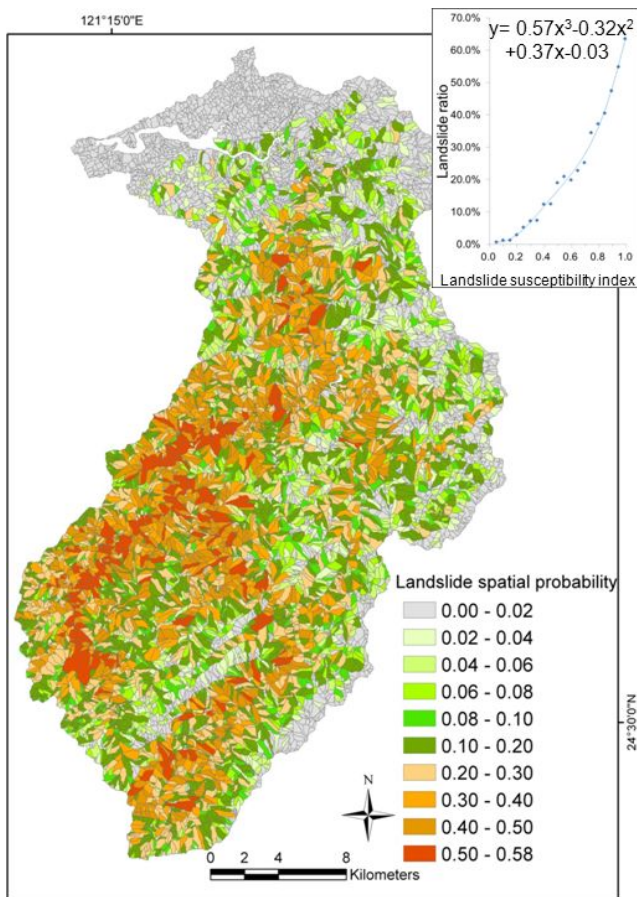 121°15'0"E
70.0%
60.0%
50.0%
40.0%
30.0%
20.0%
10.0%
0.0%
y= 0.57x³-0.32x²
+0.37x-0.03
Landslide ratio
0.0 0.2 0.4 0.6 0.8 1.0
Landslide susceptibility index
Landslide spatial probability
0.00 - 0.02
0.02 - 0.04
0.04 - 0.06
0.06 - 0.08
0.08 - 0.10
0.10 - 0.20
0.20 - 0.30
0.30 - 0.40
0.40 - 0.50
0.50 - 0.58
24°30'0"N
N
0 2 4 8
Kilometers